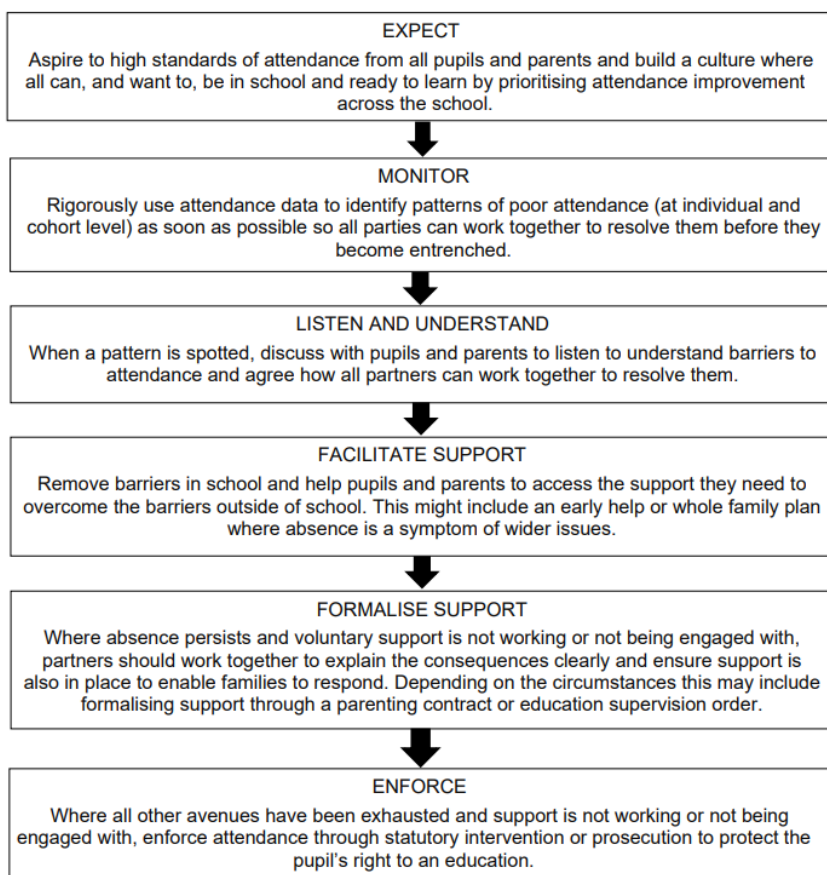 EXPECT
Aspire to high standards of attendance from all pupils and parents and build a culture where
all can, and want to, be in school and ready to learn by prioritising attendance improvement
across the school.
MONITOR
Rigorously use attendance data to identify patterns of poor attendance (at individual and
cohort level) as soon as possible so all parties can work together to resolve them before they
become entrenched.
LISTEN AND UNDERSTAND
When a pattern is spotted, discuss with pupils and parents to listen to understand barriers to
attendance and agree how all partners can work together to resolve them.
FACILITATE SUPPORT
Remove barriers in school and help pupils and parents to access the support they need to
overcome the barriers outside of school. This might include an early help or whole family plan
where absence is a symptom of wider issues.
FORMALISE SUPPORT
Where absence persists and voluntary support is not working or not being engaged with,
partners should work together to explain the consequences clearly and ensure support is
also in place to enable families to respond. Depending on the circumstances this may include
formalising support through a parenting contract or education supervision order.
ENFORCE
Where all other avenues have been exhausted and support is not working or not being
engaged with, enforce attendance through statutory intervention or prosecution to protect the
pupil's right to an education.